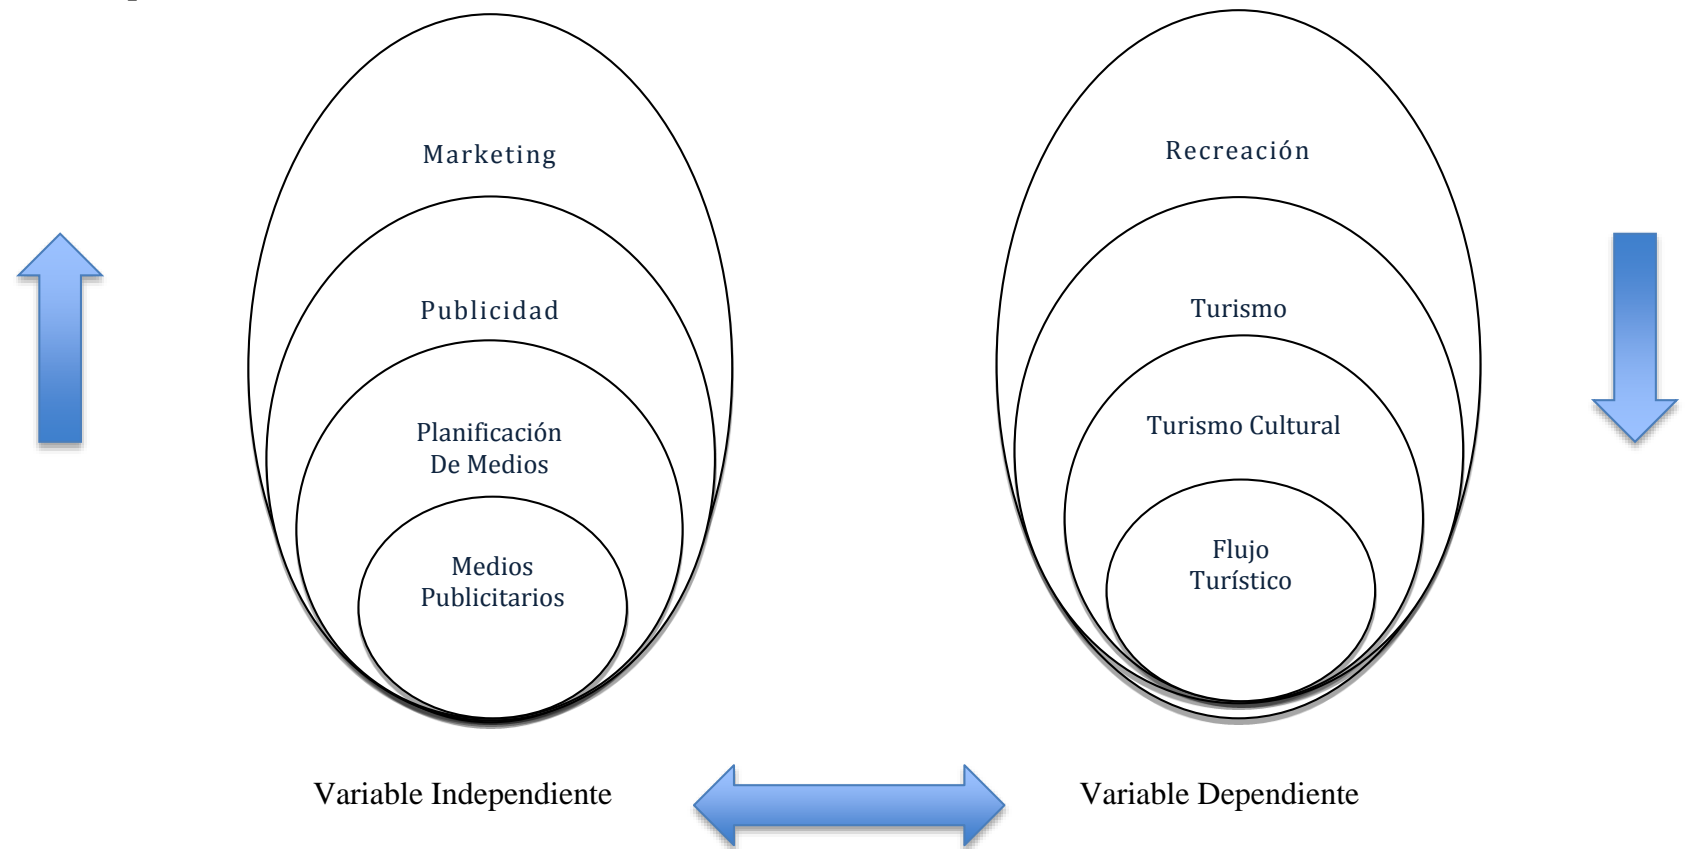 Marketing
Publicidad
Planificación
De Medios
Medios
Publicitarios
Recreación
Turismo
Turismo Cultural
Flujo
Turístico
Variable Independiente
Variable Dependiente